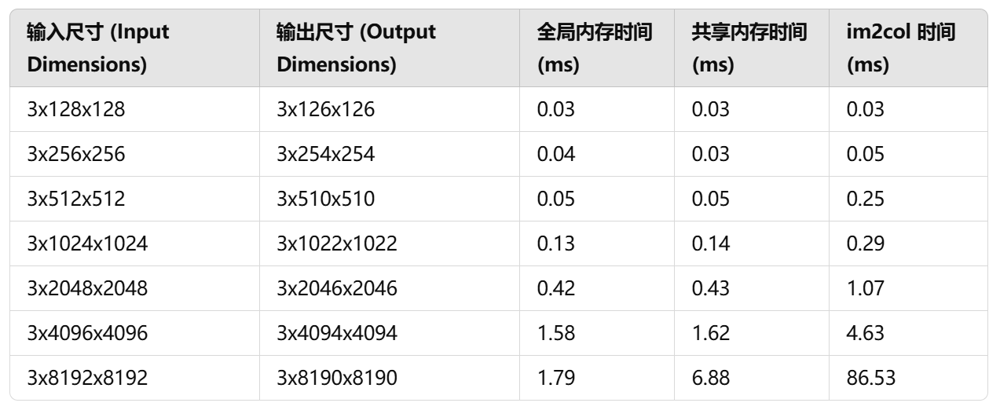 输入尺寸 (Input Dimensions) 输出尺寸 (Output Dimensions) 全局内存时间 (ms) 共享内存时间 (ms) im2col 时间 (ms)
3x128x128 3x126x126 0.03 0.03 0.03
3x256x256 3x254x254 0.04 0.03 0.05
3x512x512 3x510x510 0.05 0.05 0.25
3x1024x1024 3x1022x1022 0.13 0.14 0.29
3x2048x2048 3x2046x2046 0.42 0.43 1.07
3x4096x4096 3x4094x4094 1.58 1.62 4.63
3x8192x8192 3x8190x8190 1.79 6.88 86.53